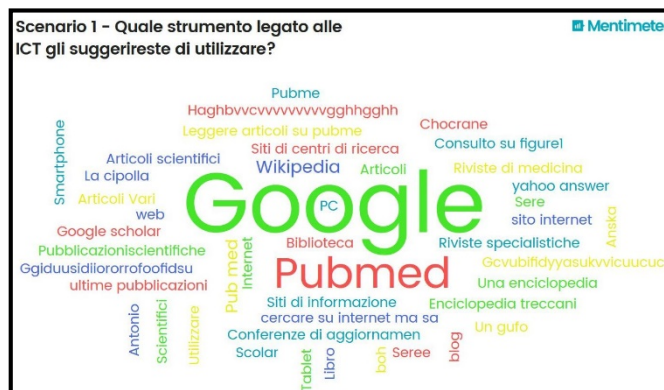 Scenario 1 - Quale strumento legato alle
ICT gli suggerireste di utilizzare?
Mentimete
Pubme
Haghbvvcvvvvvvvvvgghhgghh
Chocrane
Leggere articoli su pubme
Consulto su figure1
Smartphone
Siti di centri di ricerca
Articoli scientifici
Wikipedia
Articoli
Riviste di medicina
La cipolla
yahoo answer
Articoli Vari
Google
PC
Sere
web
sito internet
Anska
Google scholar
Biblioteca
Riviste specialistiche
Pubblicazioniscientifiche
Pub med
Internet
Pubmed
Gcvubifidyyasukvvicuucuc
Ggiduusidiiororrofoofidsu
Una enciclopedia
ultime pubblicazioni
Siti di informazione
Enciclopedia treccani
cercare su internet ma sa
Antonio
Scientifici
Utilizzare
Conferenze di aggiornamen
Un gufo
Scolar
Tablet
Libro
boh
Seree
blog